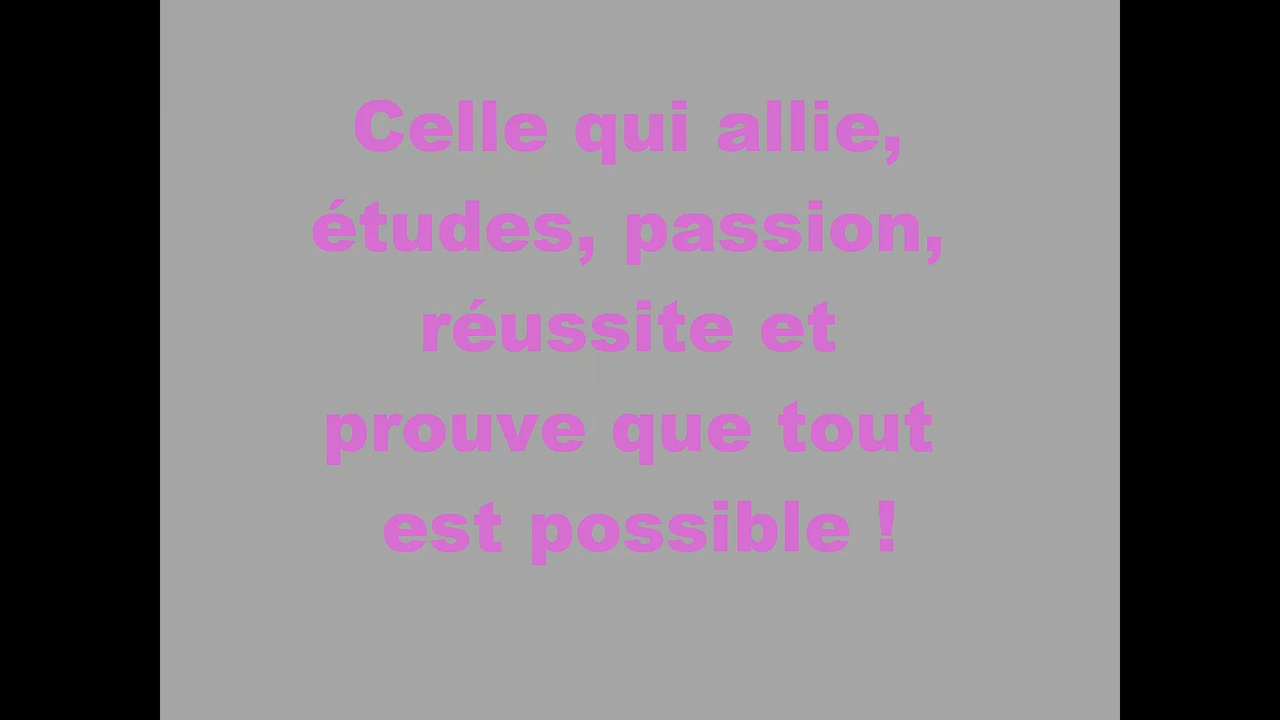 Celle qui allie,
études, passion,
réussite et
prouve que tout
est possible !